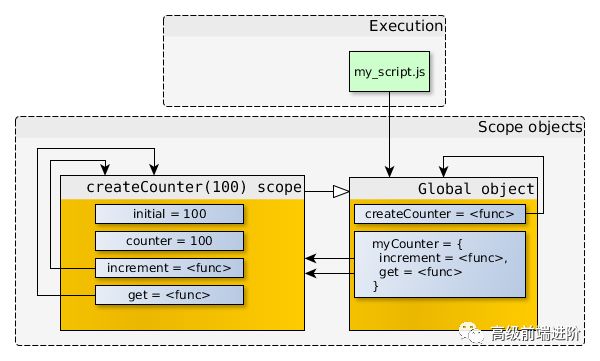 Execution
my_script.js
Scope objects
createCounter(100) scope
initial = 100
counter = 100
increment = <func>
get = <func>
Global object
createCounter = <func>
myCounter = {
increment = <func>,
get = <func>
}
高级前端进阶